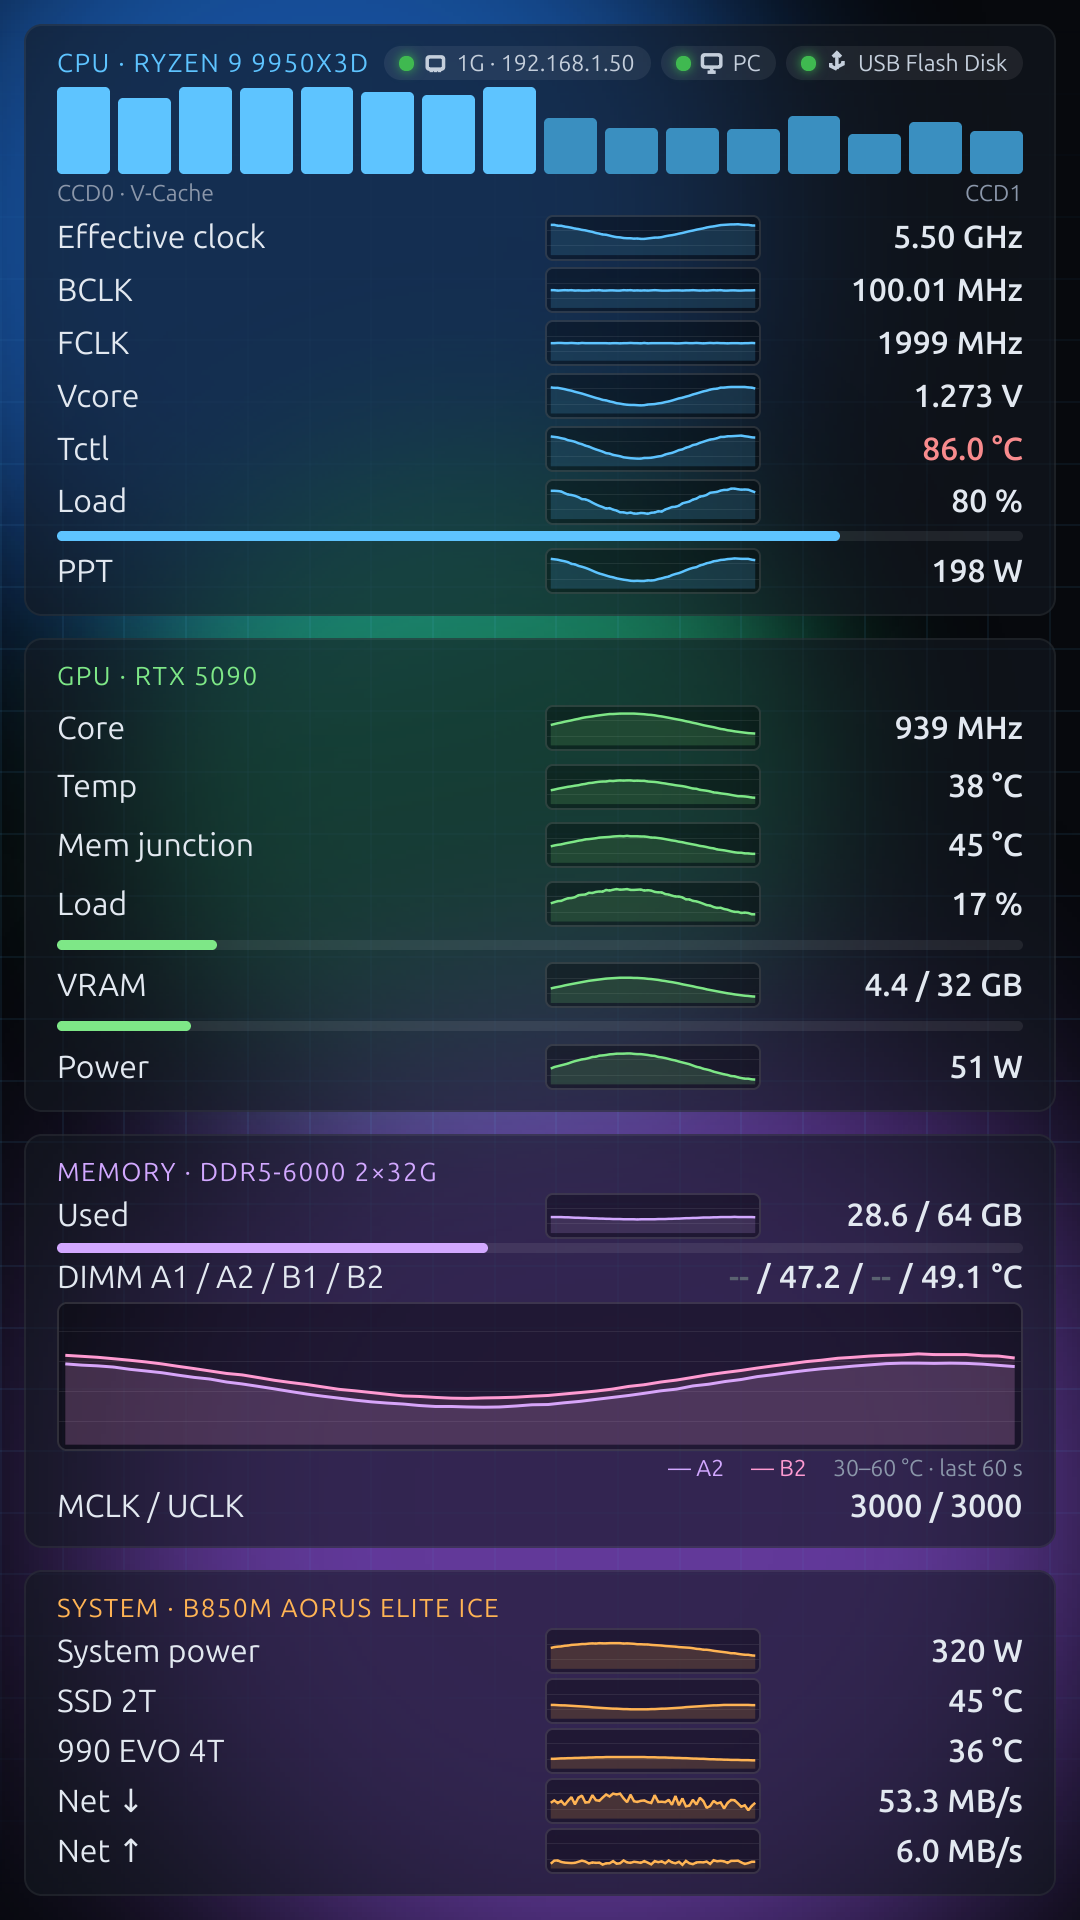 CPU · RYZEN 9 9950X3D 1G · 192.168.1.50 PC USB Flash Disk
CCD0 · V-Cache CCD1
Effective clock 5.50 GHz
BCLK 100.01 MHz
FCLK 1999 MHz
Vcore 1.273 V
Tctl 86.0 °C
Load 80 %
PPT 198 W
GPU · RTX 5090
Core 939 MHz
Temp 38 °C
Mem junction 45 °C
Load 17 %
VRAM 4.4 / 32 GB
Power 51 W
MEMORY · DDR5-6000 2×32G
Used 28.6 / 64 GB
DIMM A1 / A2 / B1 / B2 -- / 47.2 / -- / 49.1 °C
— A2 — B2 30–60 °C · last 60 s
MCLK / UCLK 3000 / 3000
SYSTEM · B850M AORUS ELITE ICE
System power 320 W
SSD 2T 45 °C
990 EVO 4T 36 °C
Net ↓ 53.3 MB/s
Net ↑ 6.0 MB/s